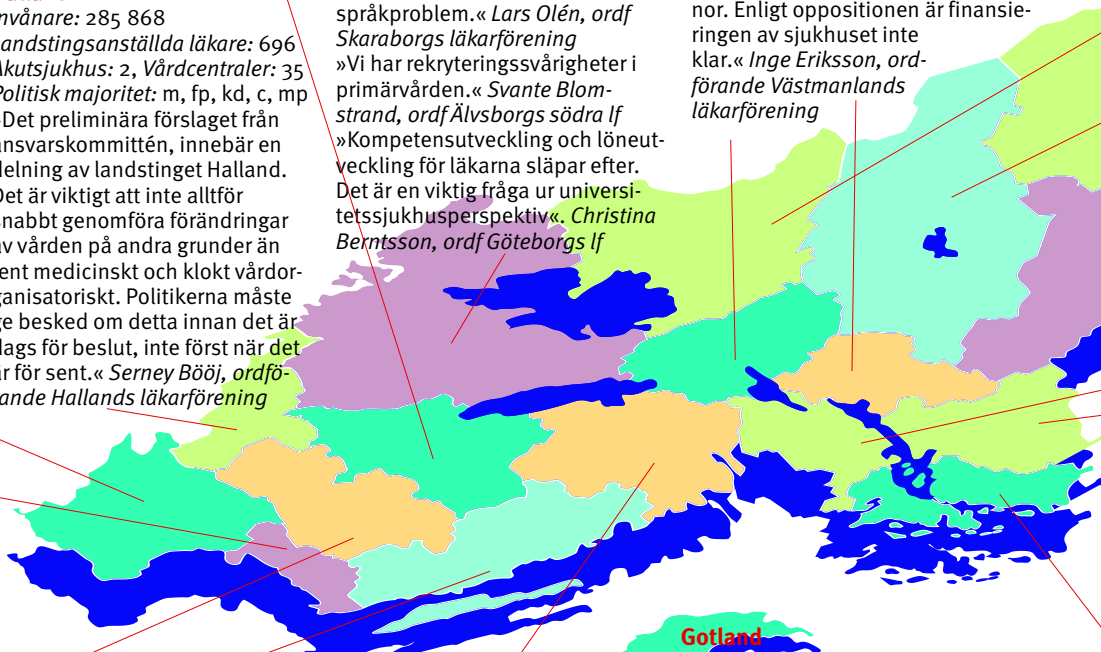 nvånare: 285 868
andstingsanställda läkare: 696
Akutsjukhus: 2, Vårdcentraler: 35
Politisk majoritet: m, fp, kd, c, mp
»Det preliminära förslaget från
ansvarskommittén, innebär en
delning av landstinget Halland.
Det är viktigt att inte alltför
snabbt genomföra förändringar
av vården på andra grunder än
rent medicinskt och klokt vårdor-
ganisatoriskt. Politikerna måste
ge besked om detta innan det är
dags för beslut, inte först när det
är för sent.« Serney Bööj, ordfö-
rande Hallands läkarförening
språkproblem.« Lars Olén, ordf
Skaraborgs läkarförening
»Vi har rekryteringssvårigheter i
primärvården.« Svante Blom-
strand, ordf Älvsborgs södra lf
»Kompetensutveckling och löneut-
veckling för läkarna släpar efter.
Det är en viktig fråga ur universi-
tetssjukhusperspektiv«. Christina
Berntsson, ordf Göteborgs lf
nor. Enligt oppositionen är finansie-
ringen av sjukhuset inte
klar.« Inge Eriksson, ord-
förande Västmanlands
läkarförening
Gotland